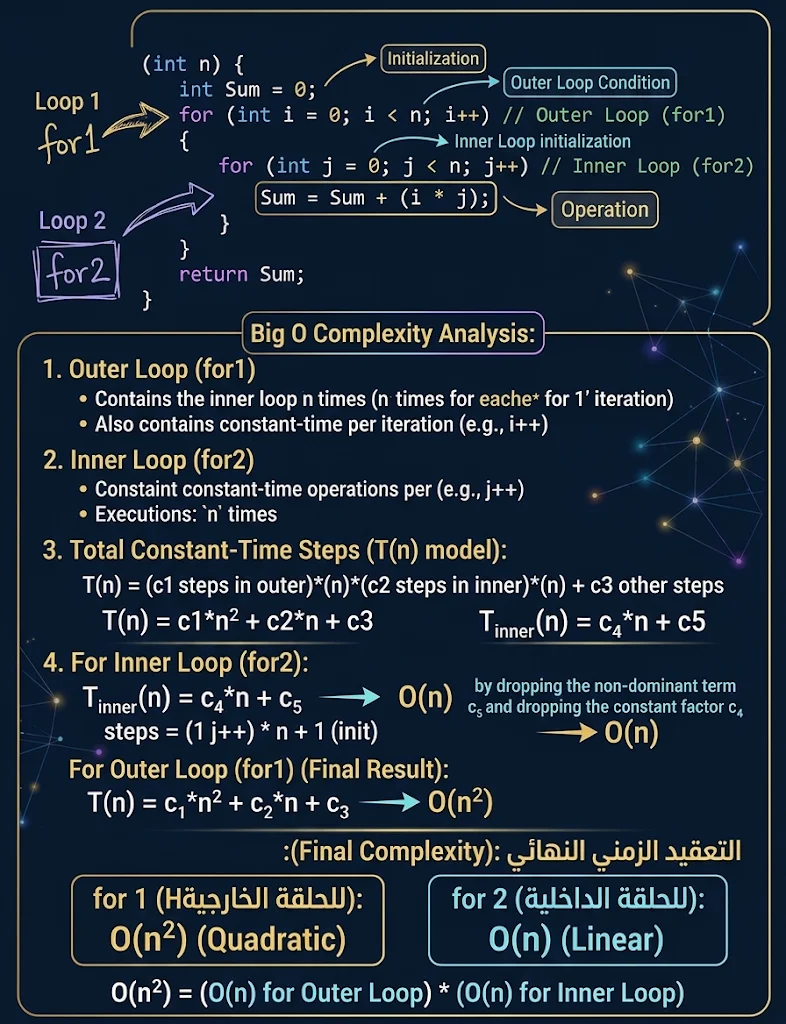 (int n) {
Initialization
int Sum = 0;
Outer Loop Condition
Loop 1
for1
for (int i = 0; i < n; i++) // Outer Loop (for1)
{
Inner Loop initialization
for (int j = 0; j < n; j++) // Inner Loop (for2)
Sum = Sum + (i * j);
Operation
Loop 2
for2
}
}
return Sum;
}
Big O Complexity Analysis:
1. Outer Loop (for1)
• Contains the inner loop n times (n times for eache* for 1' iteration)
• Also contains constant-time per iteration (e.g., i++)
2. Inner Loop (for2)
• Constaint constant-time operations per (e.g., j++)
• Executions: `n' times
3. Total Constant-Time Steps (T(n) model):
T(n) = (c1 steps in outer)*(n)*(c2 steps in inner)*(n) + c3 other steps
T(n) = c1*n² + c2*n + c3
T_inner(n) = c₄*n + c5
4. For Inner Loop (for2):
T_inner(n) = c₄*n + c₅ → O(n)
by dropping the non-dominant term
c₅ and dropping the constant factor c₄
→ O(n)
steps = (1 j++) * n + 1 (init)
For Outer Loop (for1) (Final Result):
T(n) = c₁*n² + c₂*n + c₃ → O(n²)
التعقيد الزمني النهائي (Final Complexity):
for 1 (للحلقة الخارجيةH):
O(n²) (Quadratic)
for 2 (للحلقة الداخلية):
O(n) (Linear)
O(n²) = (O(n) for Outer Loop) * (O(n) for Inner Loop)